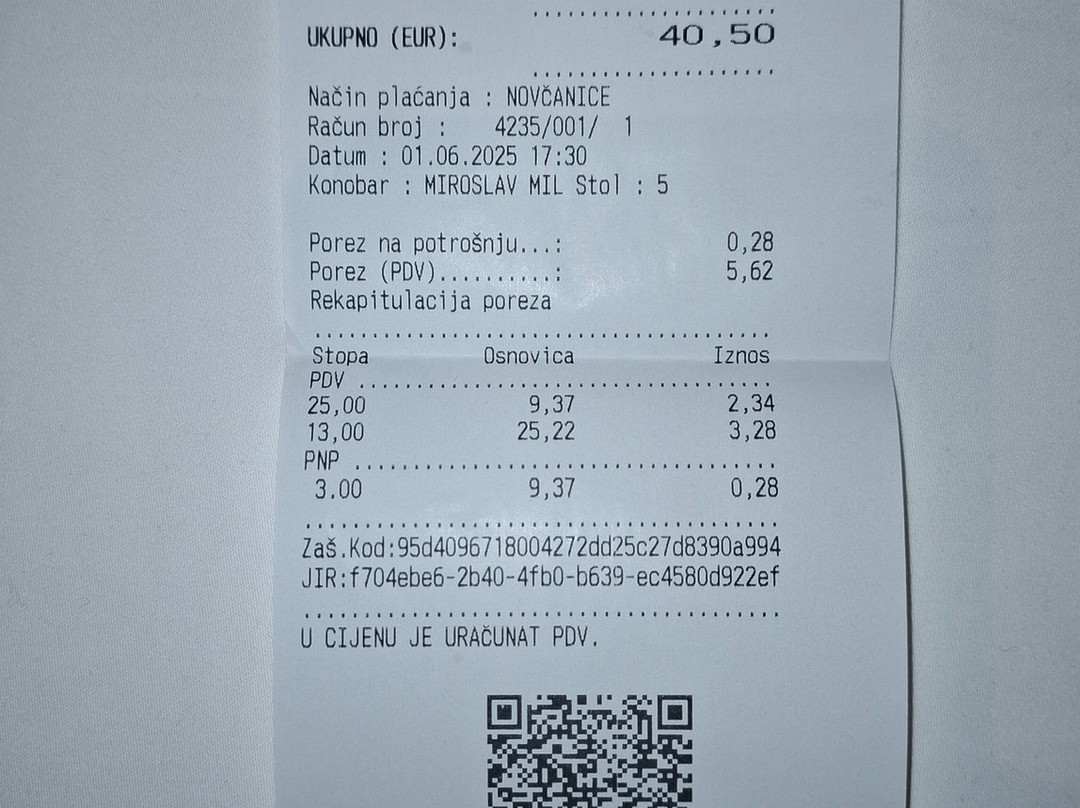 UKUPNO (EUR): 40,50
Način plaćanja : NOVČANICE
Račun broj : 4235/001/ 1
Datum : 01.06.2025 17:30
Konobar : MIROSLAV MIL Stol : 5
Porez na potrošnju...: 0,28
Porez (PDV)..........: 5,62
Rekapitulacija poreza
Stopa Osnovica Iznos
PDV
25,00 9,37 2,34
13,00 25,22 3,28
PNP
3.00 9,37 0,28
Zaš.Kod:95d4096718004272dd25c27d8390a994
JIR:f704ebe6-2b40-4fb0-b639-ec4580d922ef
U CIJENU JE URAČUNAT PDV.